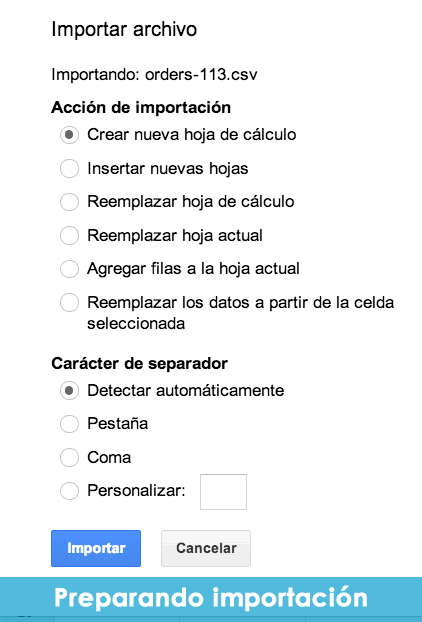 Importar archivo
Importando: orders-113.csv
Acción de importación
Crear nueva hoja de cálculo
Insertar nuevas hojas
Reemplazar hoja de cálculo
Reemplazar hoja actual
Agregar filas a la hoja actual
Reemplazar los datos a partir de la celda
seleccionada
Carácter de separador
Detectar automáticamente
Pestaña
Coma
Personalizar:
Importar Cancelar
Preparando importación